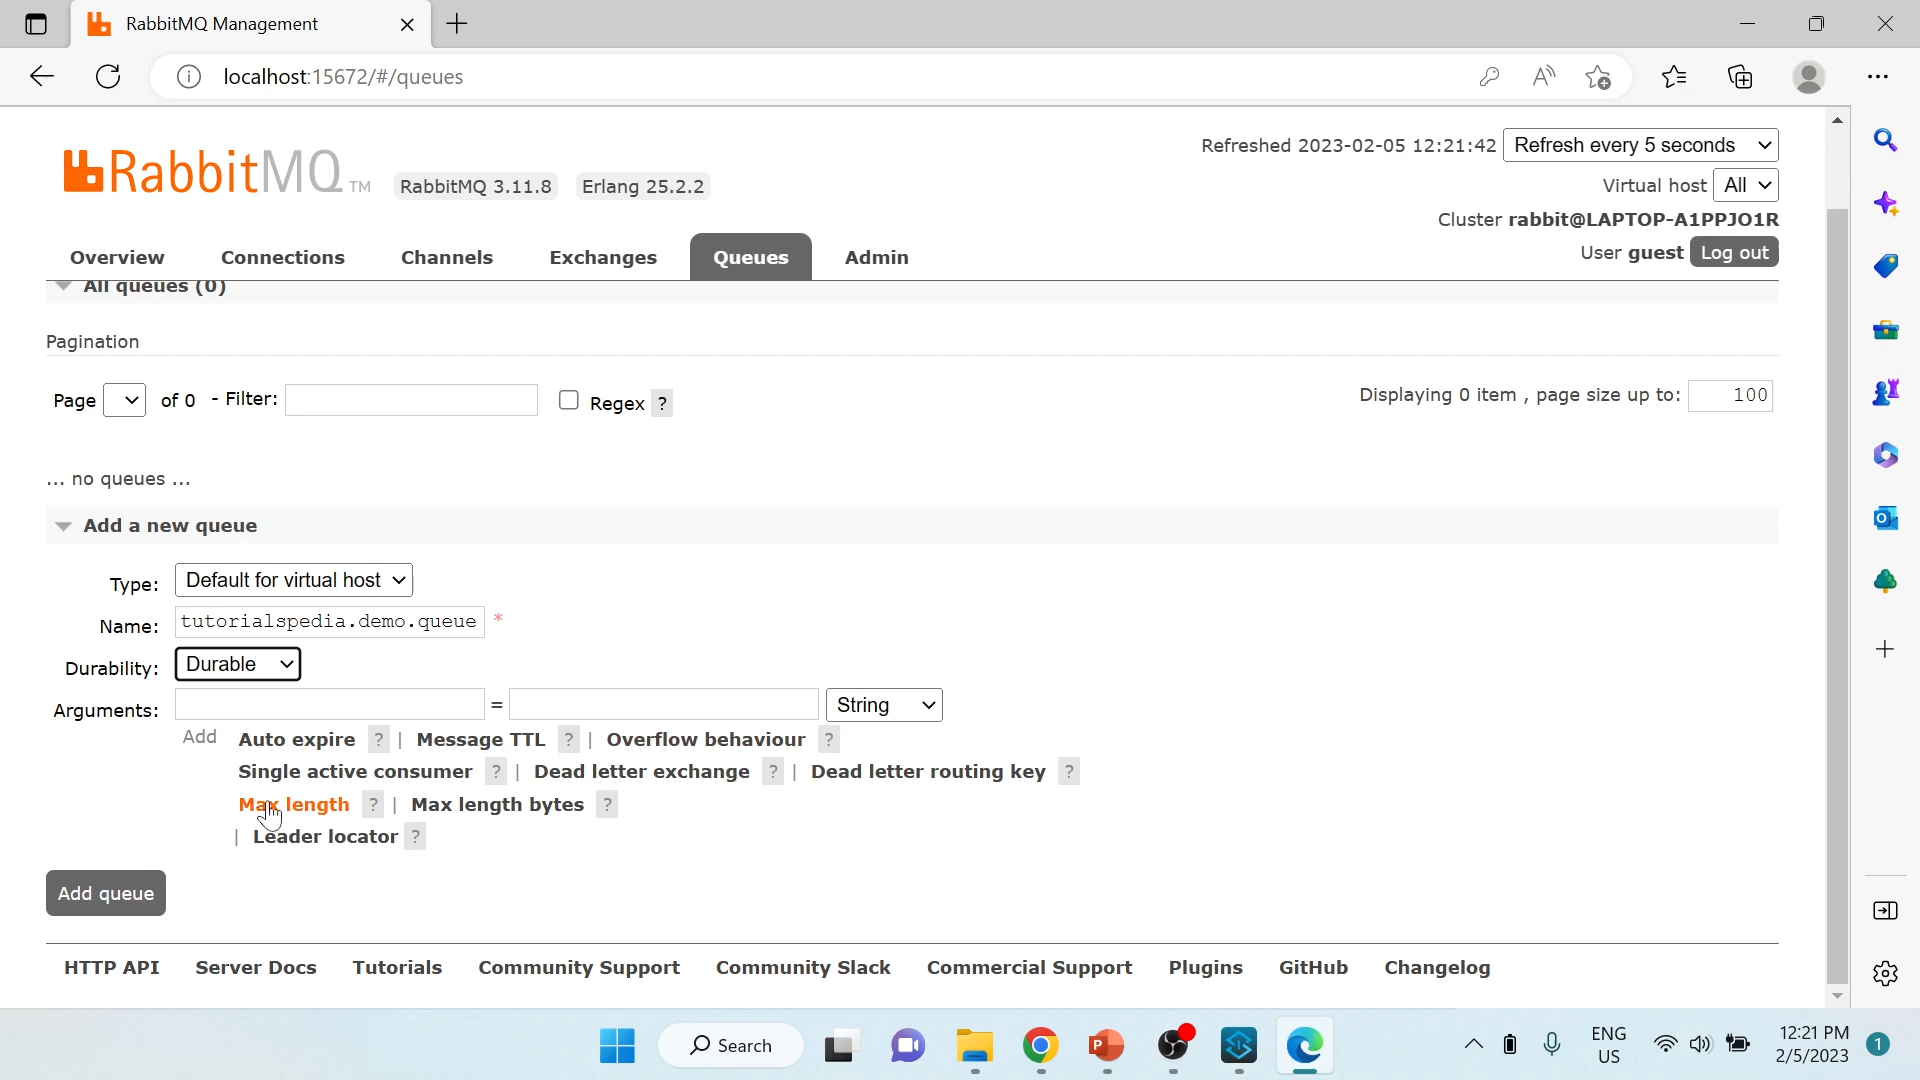 RabbitMQ Management
localhost:15672/#/queues
RabbitMQ TM RabbitMQ 3.11.8 Erlang 25.2.2
Refreshed 2023-02-05 12:21:42 Refresh every 5 seconds
Virtual host All
Cluster rabbit@LAPTOP-A1PPJO1R
User guest Log out
Overview Connections Channels Exchanges Queues Admin
All queues (0)
Pagination
Page of 0 - Filter: Regex ? Displaying 0 item , page size up to: 100
... no queues ...
Add a new queue
Type: Default for virtual host
Name: tutorialspedia.demo.queue *
Durability: Durable
Arguments: = String
Add Auto expire ? | Message TTL ? | Overflow behaviour ?
Single active consumer ? | Dead letter exchange ? | Dead letter routing key ?
Max length ? | Max length bytes ?
| Leader locator ?
Add queue
HTTP API Server Docs Tutorials Community Support Community Slack Commercial Support Plugins GitHub Changelog
Search
ENG
US
12:21 PM
2/5/2023
1